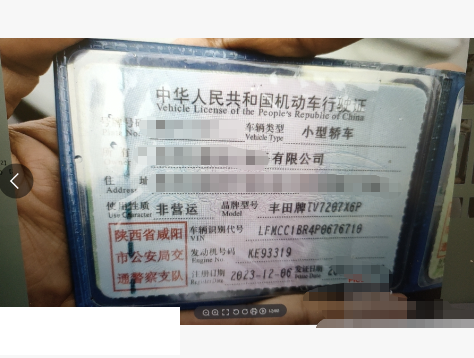 中华人民共和国机动车行驶证
Vehicle License of the People's Republic of China
车辆类型 小型轿车
Vehicle Type
有限公司
住 址
Address
使用性质 非营运 品牌型号 丰田牌TV7207X6P
Use Character Model
陕西省咸阳
市公安局交
通警察支队
车辆识别代号 LFMCC1BR4P0676710
VIN
发动机号码 KE93319
Engine No
注册日期 2023-12-06 发证日期
Issue Date